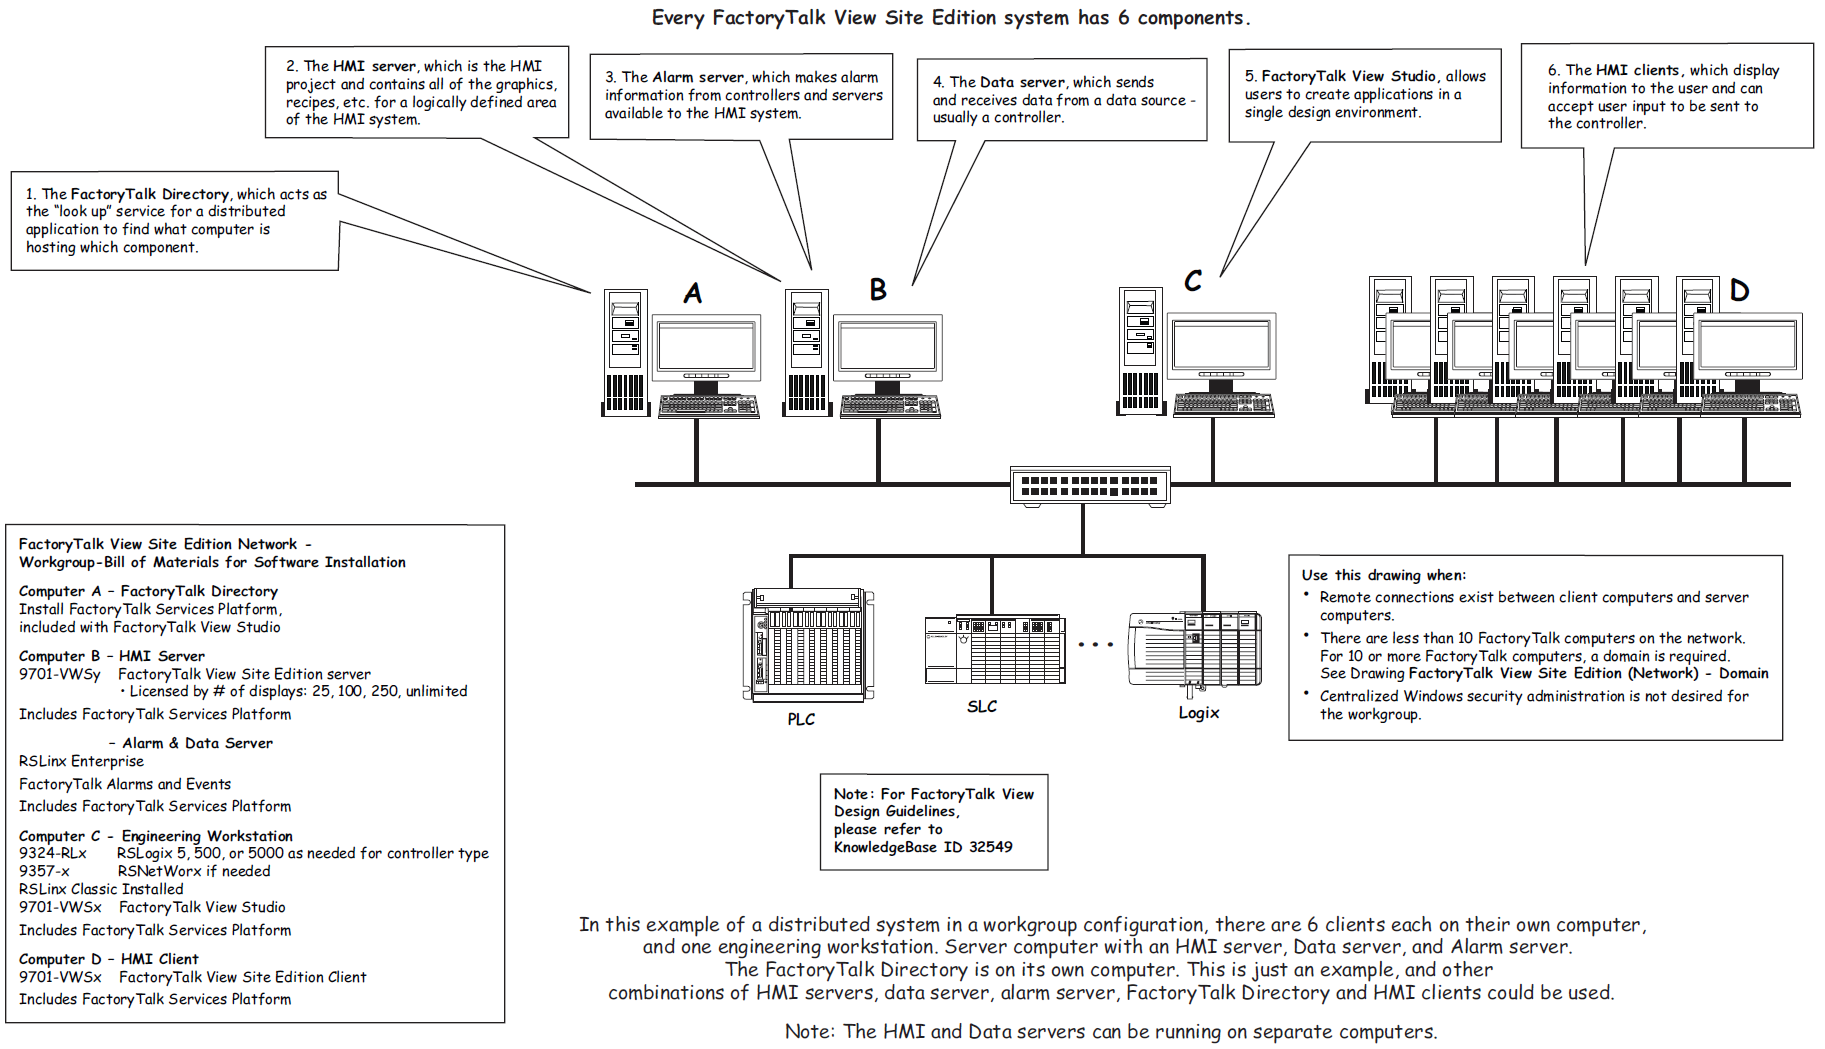 Every FactoryTalk View Site Edition system has 6 components.
1. The FactoryTalk Directory, which acts as
the “look up” service for a distributed
application to find what computer is
hosting which component.
2. The HMI server, which is the HMI
project and contains all of the graphics,
recipes, etc. for a logically defined area
of the HMI system.
3. The Alarm server, which makes alarm
information from controllers and servers
available to the HMI system.
4. The Data server, which sends
and receives data from a data source -
usually a controller.
5. FactoryTalk View Studio, allows
users to create applications in a
single design environment.
6. The HMI clients, which display
information to the user and can
accept user input to be sent to
the controller.
A
B
C
D
PLC
SLC
Logix
FactoryTalk View Site Edition Network -
Workgroup-Bill of Materials for Software Installation
Computer A – FactoryTalk Directory
Install FactoryTalk Services Platform,
included with FactoryTalk View Studio
Computer B – HMI Server
9701-VWSy FactoryTalk View Site Edition server
• Licensed by # of displays: 25, 100, 250, unlimited
Includes FactoryTalk Services Platform
– Alarm & Data Server
RSLinx Enterprise
FactoryTalk Alarms and Events
Includes FactoryTalk Services Platform
Computer C – Engineering Workstation
9324-RLx RSLogix 5, 500, or 5000 as needed for controller type
9357-x RSNetWorx if needed
RSLinx Classic Installed
9701-VWSx FactoryTalk View Studio
Includes FactoryTalk Services Platform
Computer D – HMI Client
9701-VWSx FactoryTalk View Site Edition Client
Includes FactoryTalk Services Platform
Use this drawing when:
• Remote connections exist between client computers and server
computers.
• There are less than 10 FactoryTalk computers on the network.
For 10 or more FactoryTalk computers, a domain is required.
See Drawing FactoryTalk View Site Edition (Network) - Domain
• Centralized Windows security administration is not desired for
the workgroup.
Note: For FactoryTalk View
Design Guidelines,
please refer to
KnowledgeBase ID 32549
In this example of a distributed system in a workgroup configuration, there are 6 clients each on their own computer,
and one engineering workstation. Server computer with an HMI server, Data server, and Alarm server.
The FactoryTalk Directory is on its own computer. This is just an example, and other
combinations of HMI servers, data server, alarm server, FactoryTalk Directory and HMI clients could be used.
Note: The HMI and Data servers can be running on separate computers.